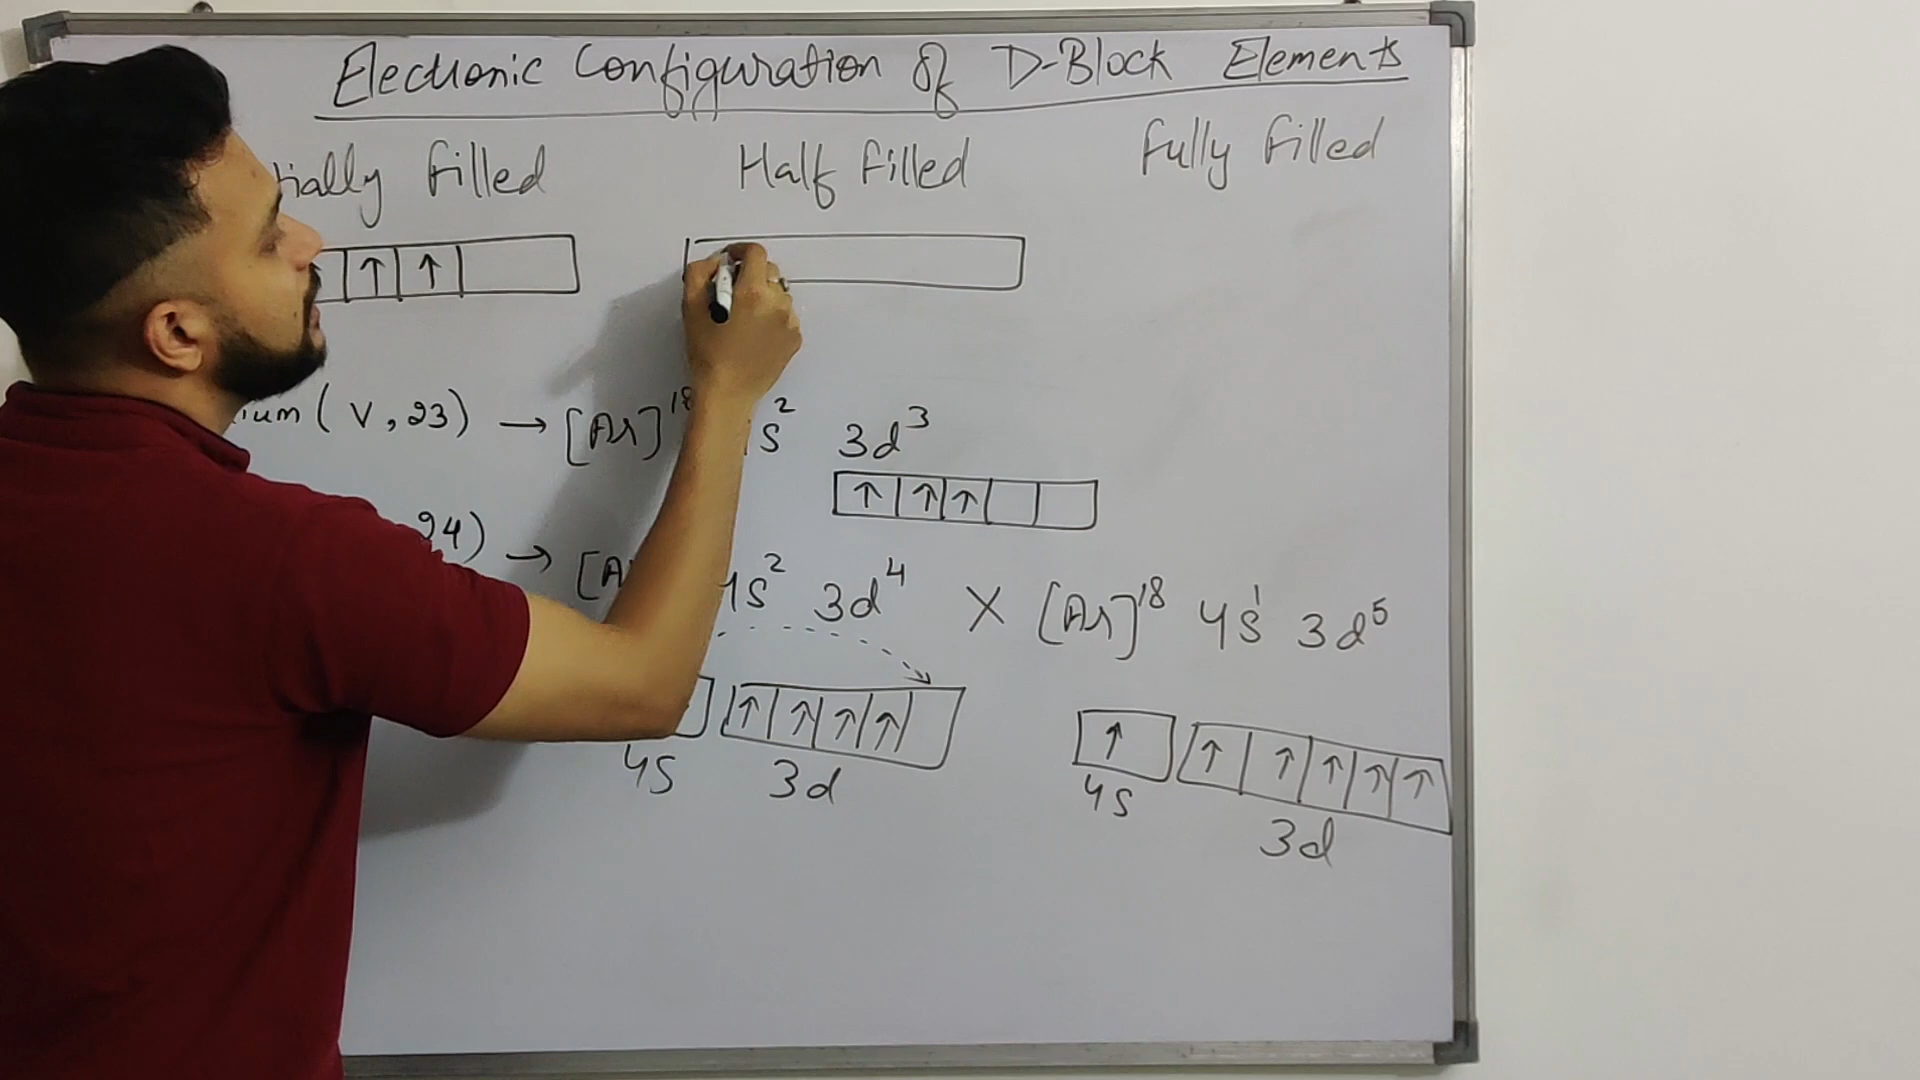 Electronic Configuration Of D-Block Elements
tially filled Half filled Fully filled
↑ ↑
ium (V, 23) → [Ar]18 s2 3d3
↑ ↑ ↑
24) → [A 4s2 3d4 X [Ar]18 4s1 3d5
↑ ↑ ↑ ↑
↑ ↑ ↑ ↑ ↑ ↑
4s 3d
4s 3d